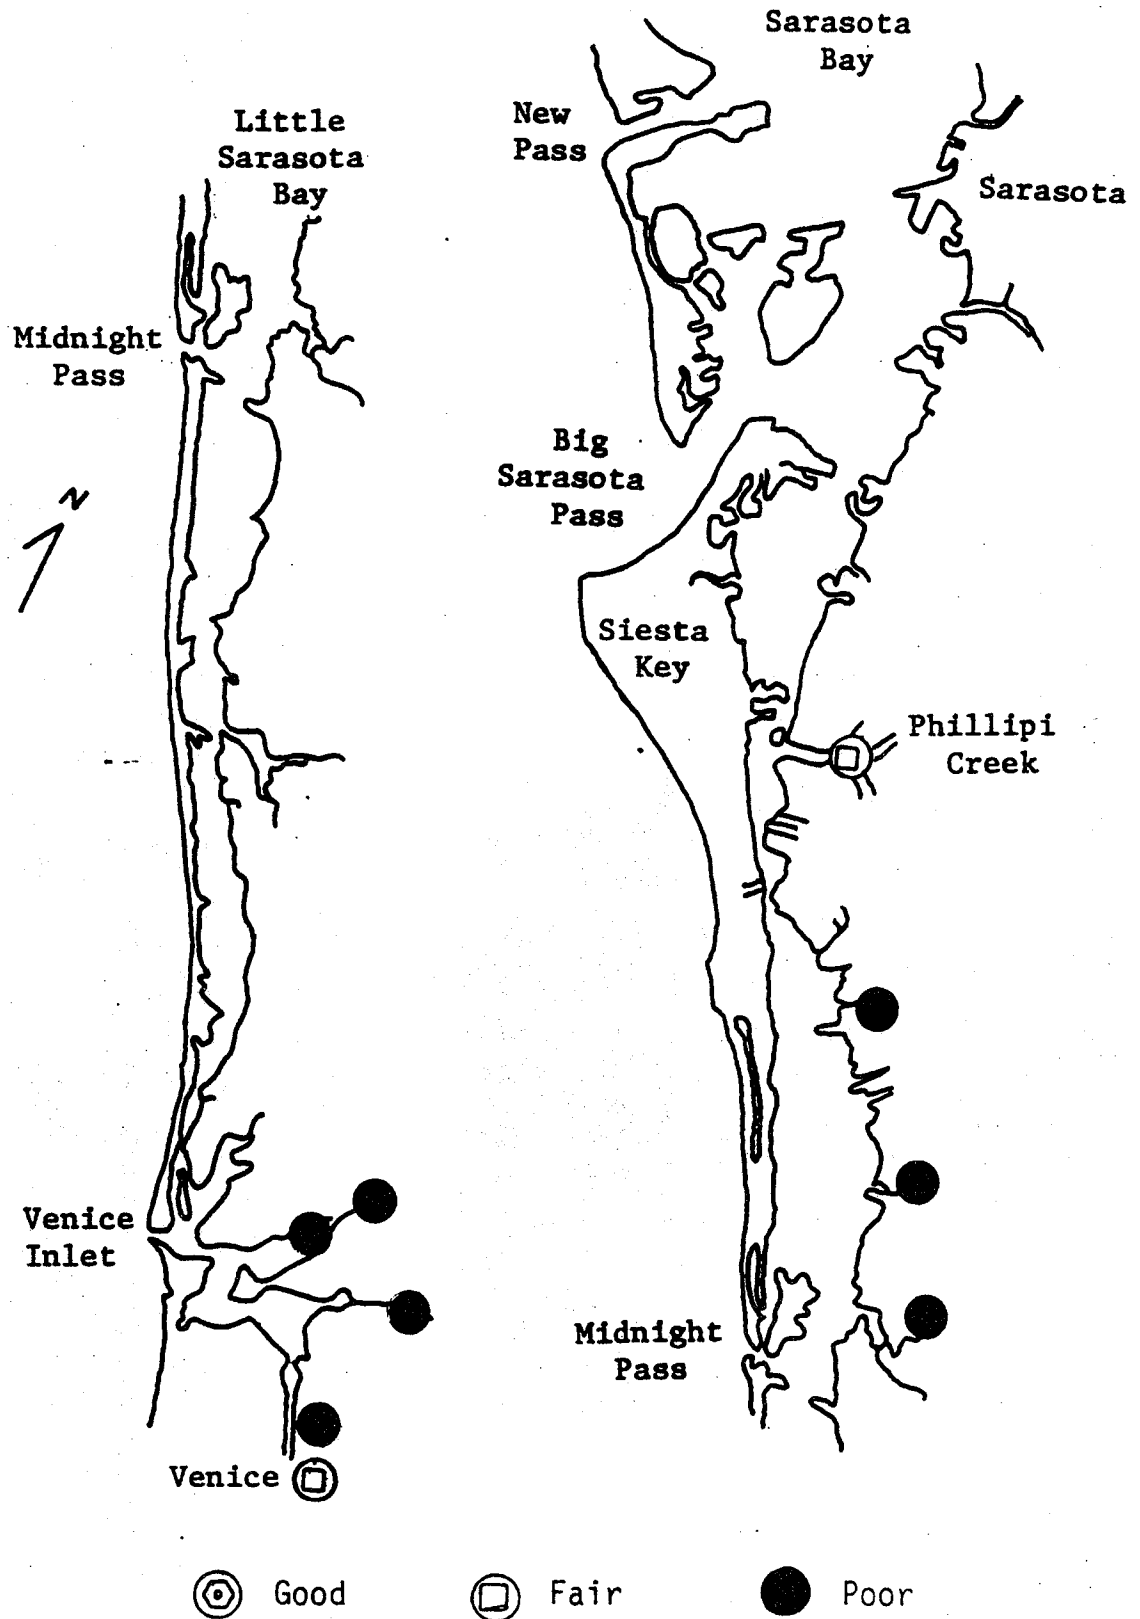 Sarasota
Bay
New
Pass
Little
Sarasota
Bay
Sarasota
Midnight
Pass
Big
Sarasota
Pass
N
Siesta
Key
Phillipi
Creek
Venice
Inlet
Midnight
Pass
Venice
Good Fair Poor